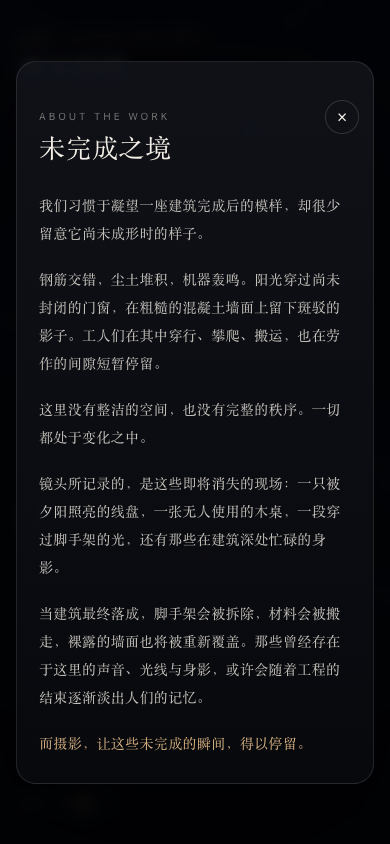 ABOUT THE WORK
未完成之境
我们习惯于凝望一座建筑完成后的模样，却很少
留意它尚未成形时的样子。
钢筋交错，尘土堆积，机器轰鸣。阳光穿过尚未
封闭的门窗，在粗糙的混凝土墙面上留下斑驳的
影子。工人们在其中穿行、攀爬、搬运，也在劳
作的间隙短暂停留。
这里没有整洁的空间，也没有完整的秩序。一切
都处于变化之中。
镜头所记录的，是这些即将消失的现场：一只被
夕阳照亮的线盘，一张无人使用的木桌，一段穿
过脚手架的光，还有那些在建筑深处忙碌的身
影。
当建筑最终落成，脚手架会被拆除，材料会被搬
走，裸露的墙面也将被重新覆盖。那些曾经存在
于这里的声音、光线与身影，或许会随着工程的
结束逐渐淡出人们的记忆。
而摄影，让这些未完成的瞬间，得以停留。